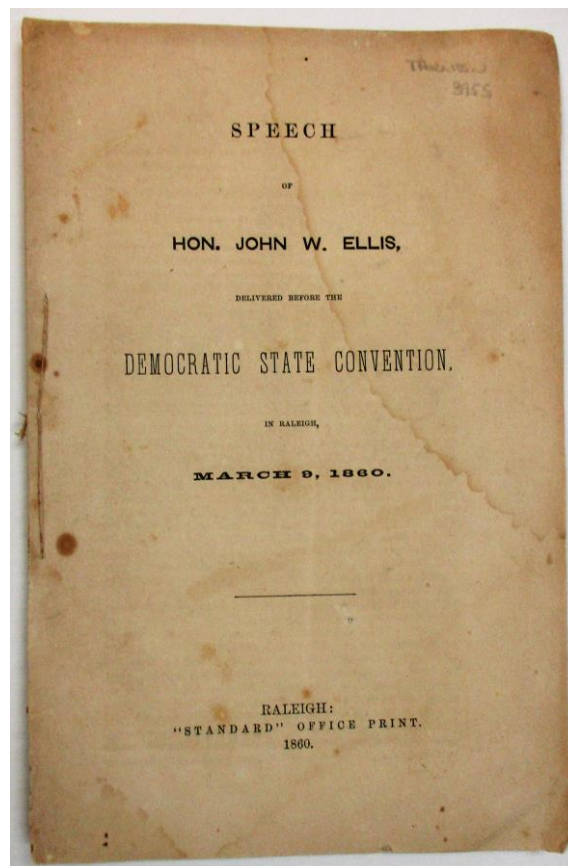 SPEECH
OF
HON. JOHN W. ELLIS,
DELIVERED BEFORE THE
DEMOCRATIC STATE CONVENTION,
IN RALEIGH,
MARCH 9, 1860.
RALEIGH:
"STANDARD" OFFICE PRINT.
1860.